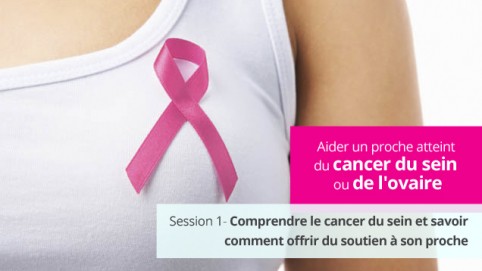 Aider un proche atteint
du cancer du sein
ou de l'ovaire
Session 1- Comprendre le cancer du sein et savoir
comment offrir du soutien à son proche